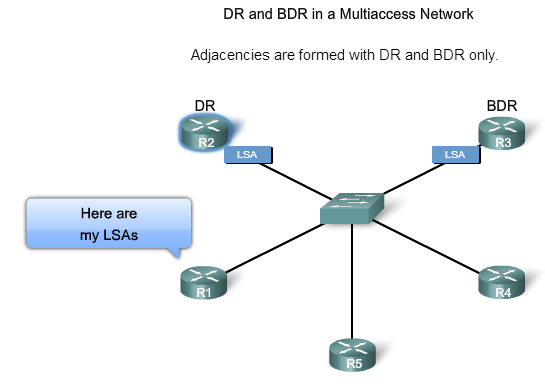 DR and BDR in a Multiaccess Network
Adjacencies are formed with DR and BDR only.
DR
BDR
R2
R3
LSA
LSA
Here are
my LSAs
R1
R4
R5